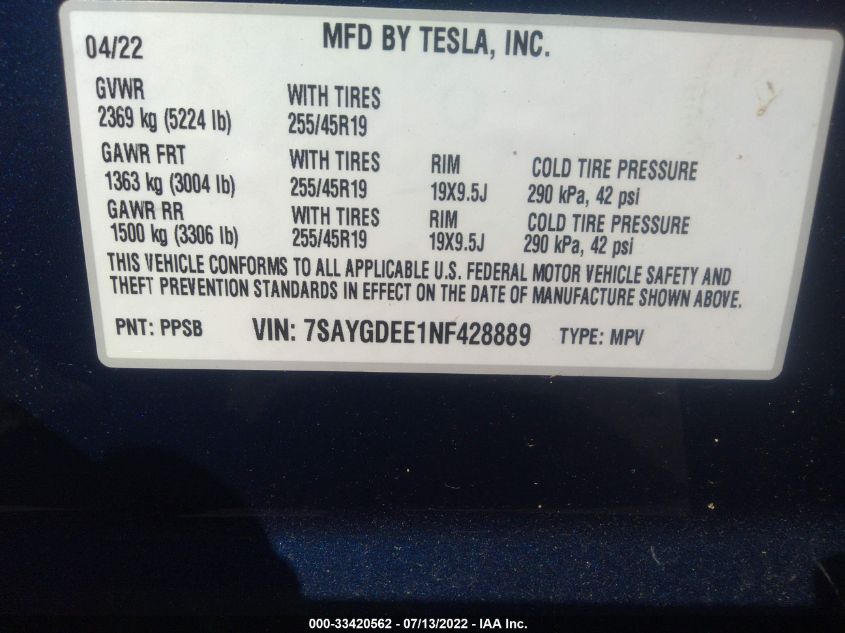 04/22 MFD BY TESLA, INC.
GVWR WITH TIRES
2369 kg (5224 lb) 255/45R19
GAWR FRT WITH TIRES RIM COLD TIRE PRESSURE
1363 kg (3004 lb) 255/45R19 19X9.5J 290 kPa, 42 psi
GAWR RR WITH TIRES RIM COLD TIRE PRESSURE
1500 kg (3306 lb) 255/45R19 19X9.5J 290 kPa, 42 psi
THIS VEHICLE CONFORMS TO ALL APPLICABLE U.S. FEDERAL MOTOR VEHICLE SAFETY AND
THEFT PREVENTION STANDARDS IN EFFECT ON THE DATE OF MANUFACTURE SHOWN ABOVE.
PNT: PPSB VIN: 7SAYGDEE1NF428889 TYPE: MPV
000-33420562 - 07/13/2022 - IAA Inc.